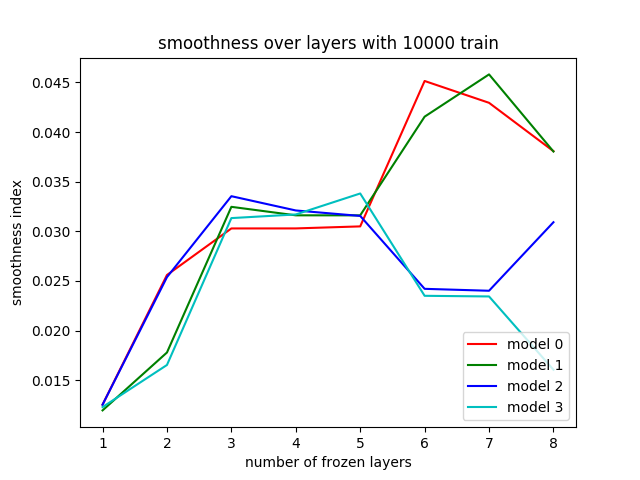 smoothness over layers with 10000 train
smoothness index
0.045
0.040
0.035
0.030
0.025
0.020
0.015
model 0
model 1
model 2
model 3
1 2 3 4 5 6 7 8
number of frozen layers